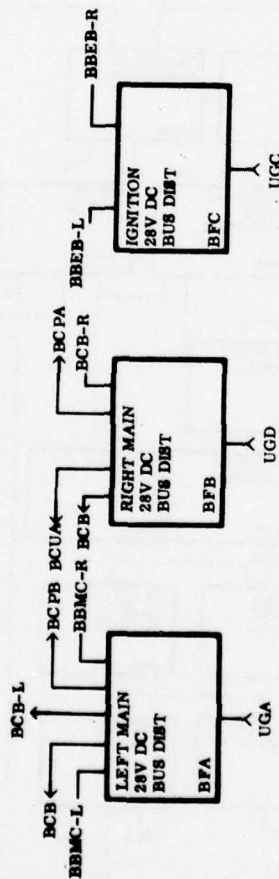 BCB-L
BCB
BBMC-L
BCPB
BBMC-R
LEFT MAIN
28V DC
BUS DIST
BFA
UGA
BCUA
BCB
BCPA
BCB-R
RIGHT MAIN
28V DC
BUS DIST
BFB
UGD
BBEB-L
BBEB-R
IGNITION
28V DC
BUS DIST
BFC
UGC